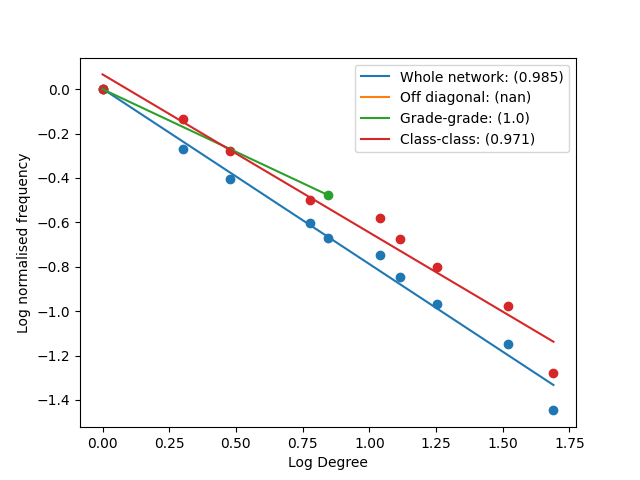 Whole network: (0.985)
Off diagonal: (nan)
Grade-grade: (1.0)
Class-class: (0.971)
Log normalised frequency
0.0
−0.2
−0.4
−0.6
−0.8
−1.0
−1.2
−1.4
0.00 0.25 0.50 0.75 1.00 1.25 1.50 1.75
Log Degree